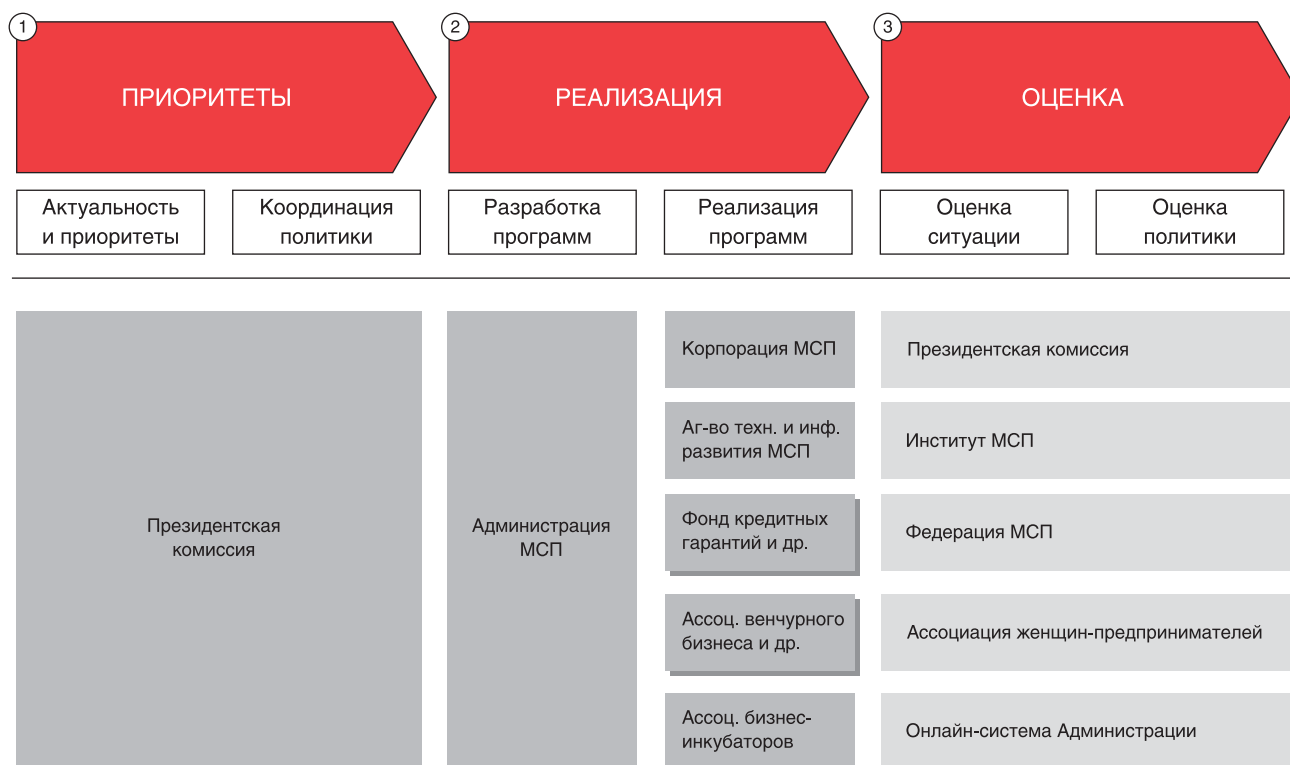 1
ПРИОРИТЕТЫ
2
РЕАЛИЗАЦИЯ
3
ОЦЕНКА
Актуальность
и приоритеты
Координация
политики
Разработка
программ
Реализация
программ
Оценка
ситуации
Оценка
политики
Президентская
комиссия
Администрация
МСП
Корпорация МСП
Аг-во техн. и инф.
развития МСП
Фонд кредитных
гарантий и др.
Ассоц. венчурного
бизнеса и др.
Ассоц. бизнес-
инкубаторов
Президентская комиссия
Институт МСП
Федерация МСП
Ассоциация женщин-предпринимателей
Онлайн-система Администрации